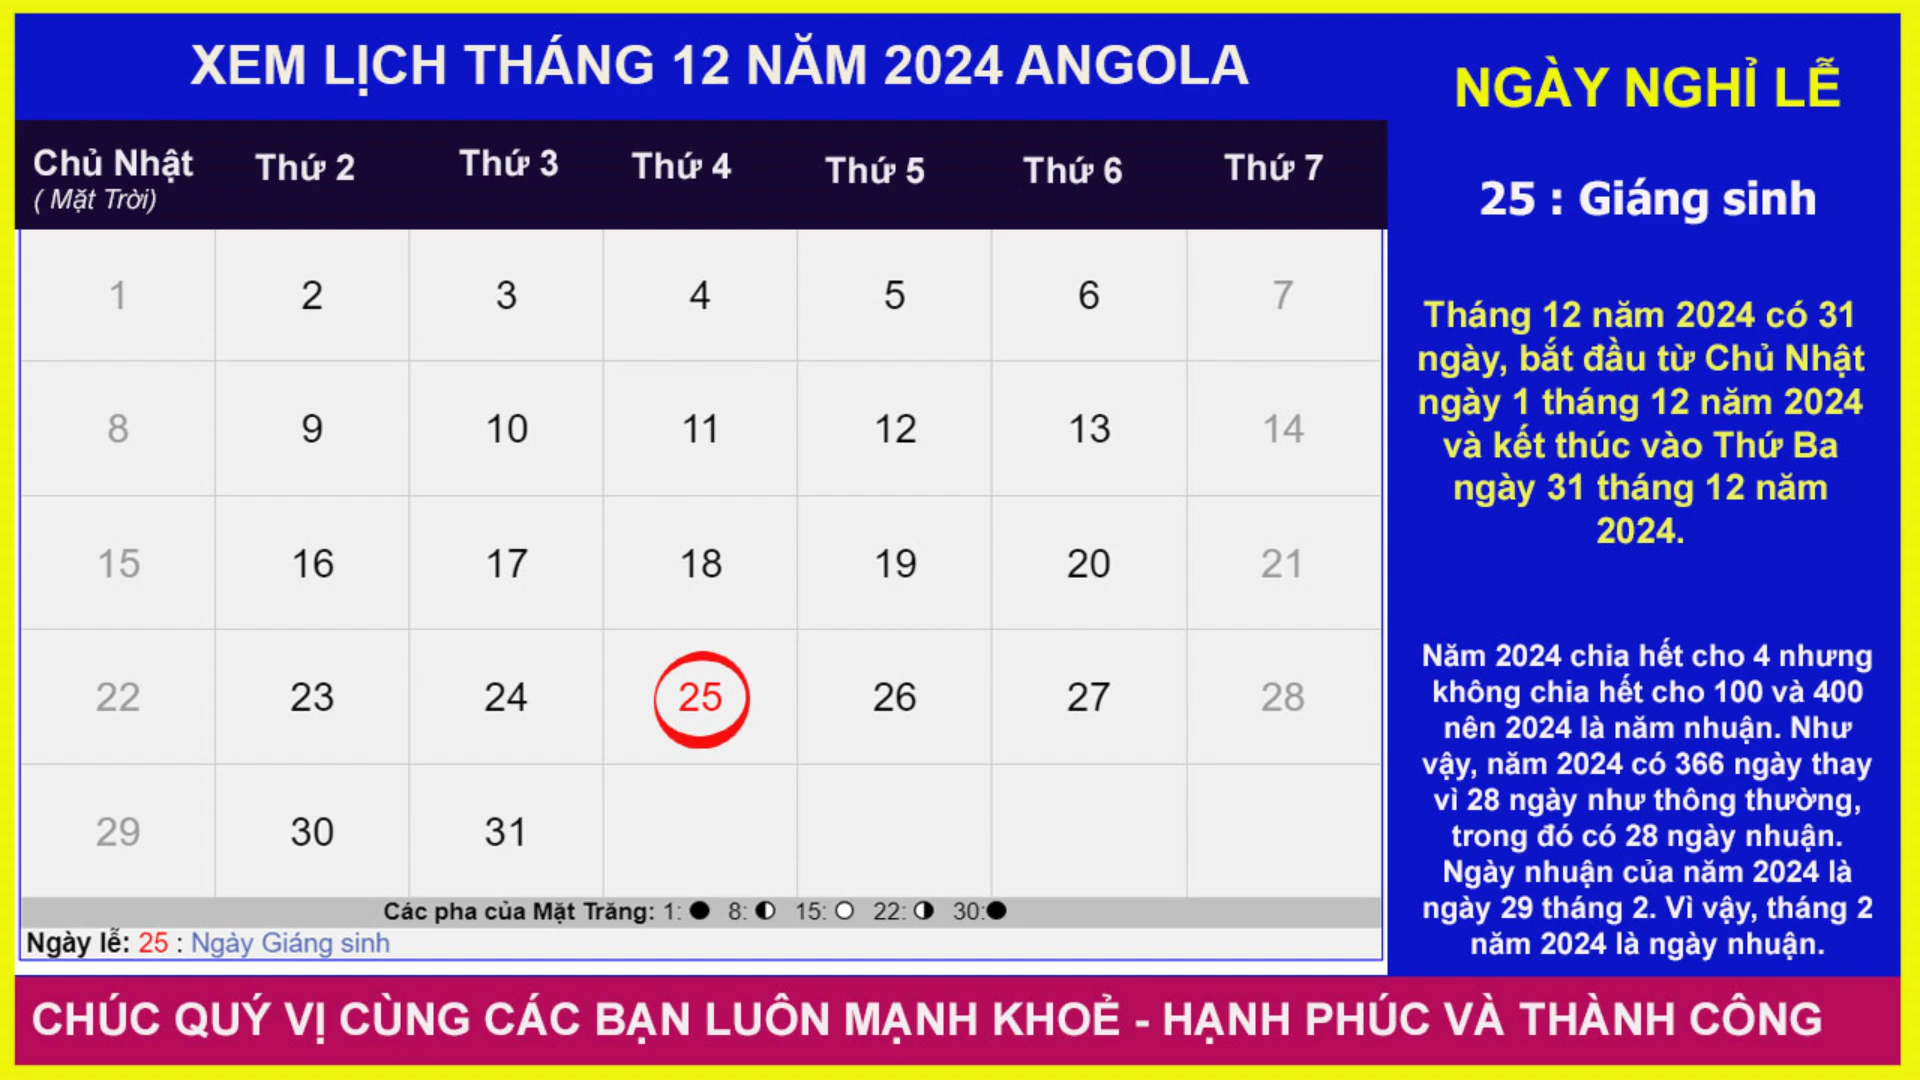 XEM LỊCH THÁNG 12 NĂM 2024 ANGOLA
Chủ Nhật Thứ 2 Thứ 3 Thứ 4 Thứ 5 Thứ 6 Thứ 7
( Mặt Trời)
1 2 3 4 5 6 7
8 9 10 11 12 13 14
15 16 17 18 19 20 21
22 23 24 25 26 27 28
29 30 31
Các pha của Mặt Trăng: 1: 8: 15: 22: 30:
Ngày lễ: 25 : Ngày Giáng sinh
NGÀY NGHỈ LỄ
25 : Giáng sinh
Tháng 12 năm 2024 có 31
ngày, bắt đầu từ Chủ Nhật
ngày 1 tháng 12 năm 2024
và kết thúc vào Thứ Ba
ngày 31 tháng 12 năm
2024.
Năm 2024 chia hết cho 4 nhưng
không chia hết cho 100 và 400
nên 2024 là năm nhuận. Như
vậy, năm 2024 có 366 ngày thay
vì 28 ngày như thông thường,
trong đó có 28 ngày nhuận.
Ngày nhuận của năm 2024 là
ngày 29 tháng 2. Vì vậy, tháng 2
năm 2024 là ngày nhuận.
CHÚC QUÝ VỊ CÙNG CÁC BẠN LUÔN MẠNH KHOẺ - HẠNH PHÚC VÀ THÀNH CÔNG